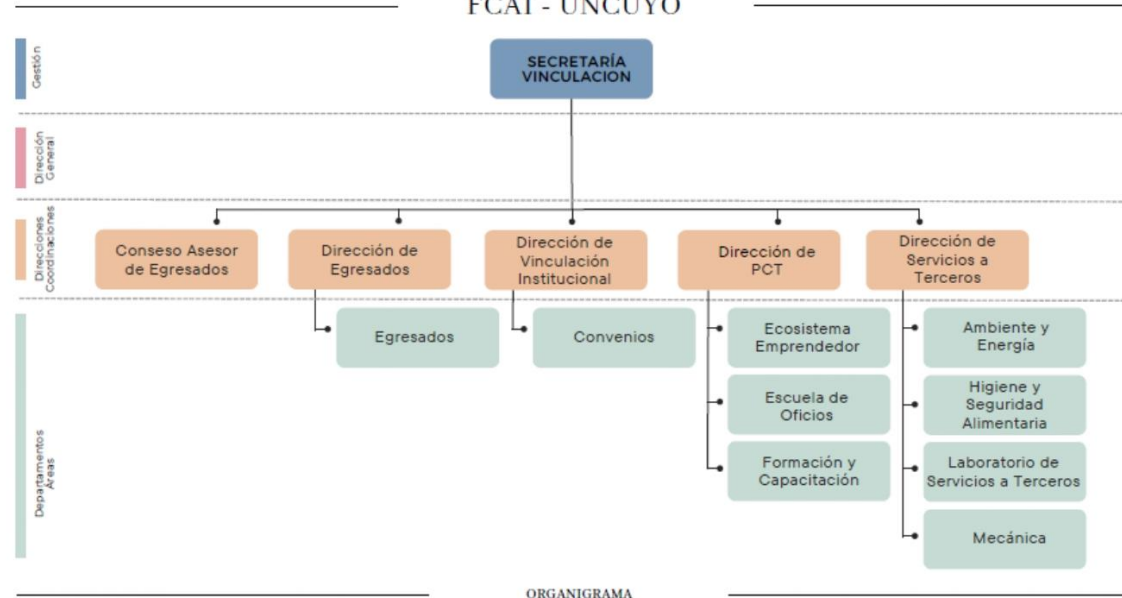 FCAI - UNCUYO
Gestión
SECRETARÍA
VINCULACION
Dirección
General
Direcciones
Coordinaciones
Conseso Asesor
de Egresados
Dirección de
Egresados
Dirección de
Vinculación
Institucional
Dirección de
PCT
Dirección de
Servicios a
Terceros
Departamentos
Áreas
Egresados
Convenios
Ecosistema
Emprendedor
Escuela de
Oficios
Formación y
Capacitación
Ambiente y
Energía
Higiene y
Seguridad
Alimentaria
Laboratorio de
Servicios a Terceros
Mecánica
ORGANIGRAMA